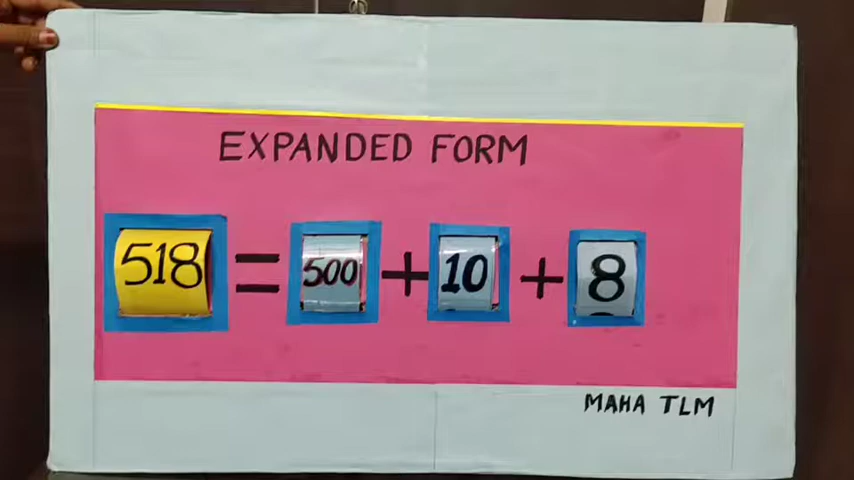 EXPANDED FORM
518 = 500 + 10 + 8
MAHA TLM